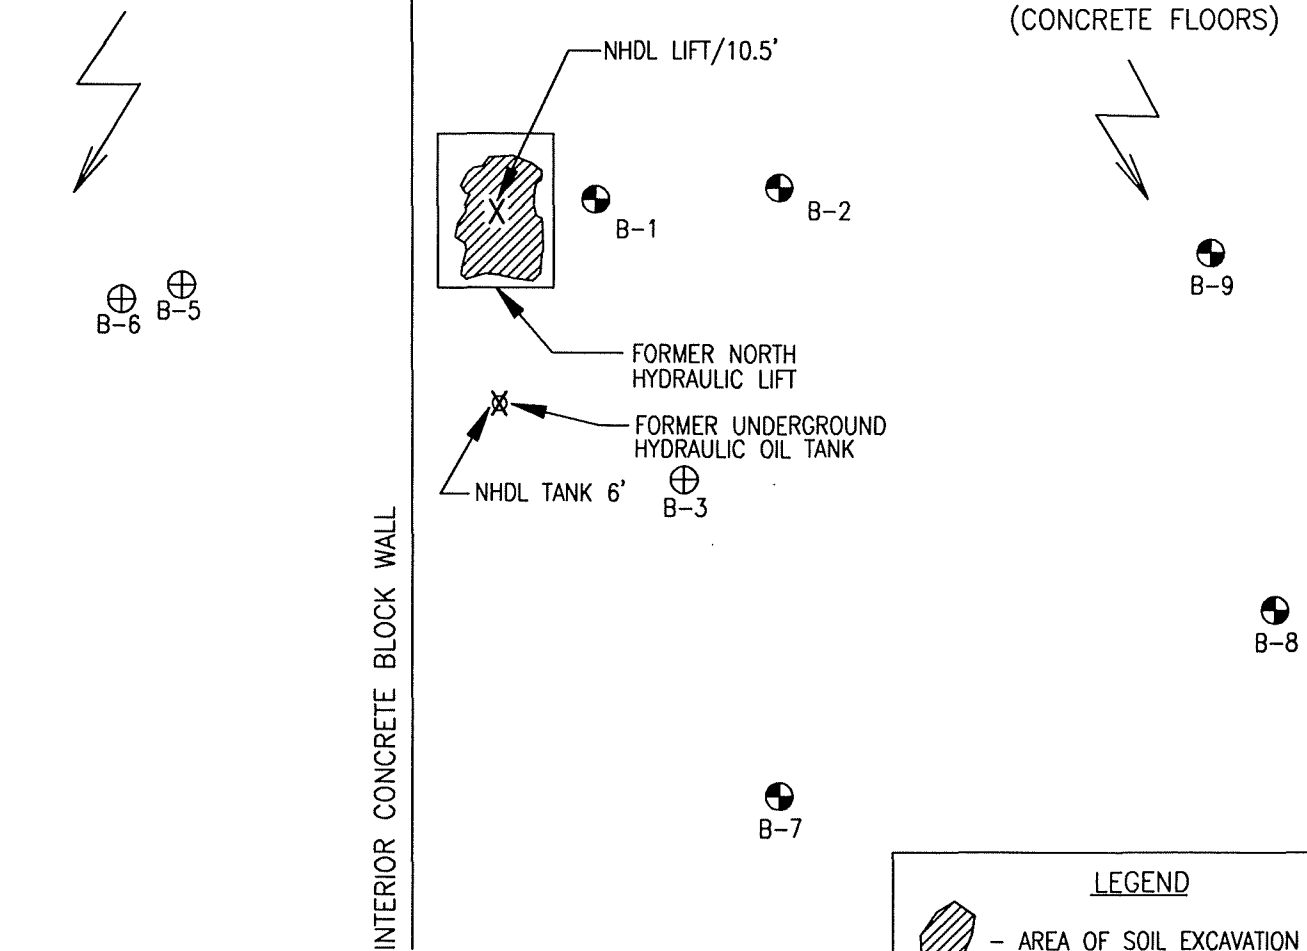 (CONCRETE FLOORS)
NHDL LIFT/10.5'
B-1
B-2
B-9
B-6
B-5
FORMER NORTH
HYDRAULIC LIFT
FORMER UNDERGROUND
HYDRAULIC OIL TANK
NHDL TANK 6'
B-3
INTERIOR CONCRETE BLOCK WALL
B-8
B-7
LEGEND
- AREA OF SOIL EXCAVATION